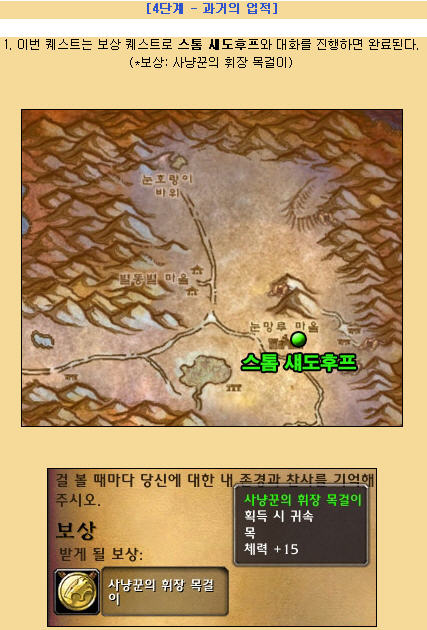 [4단계 - 과거의 업적]
1. 이번 퀘스트는 보상 퀘스트로 스톰 섀도후프와 대화를 진행하면 완료된다.
(*보상: 사냥꾼의 휘장 목걸이)
눈호랑이
바위
별똥별 마을
눈망루 마을
스톰 섀도후프
걸 볼 때마다 당신에 대한 내 존경과 찬사를 기억해
주시오.
보상
받게 될 보상:
사냥꾼의 휘장 목걸
이
사냥꾼의 휘장 목걸이
획득 시 귀속
목
체력 +15